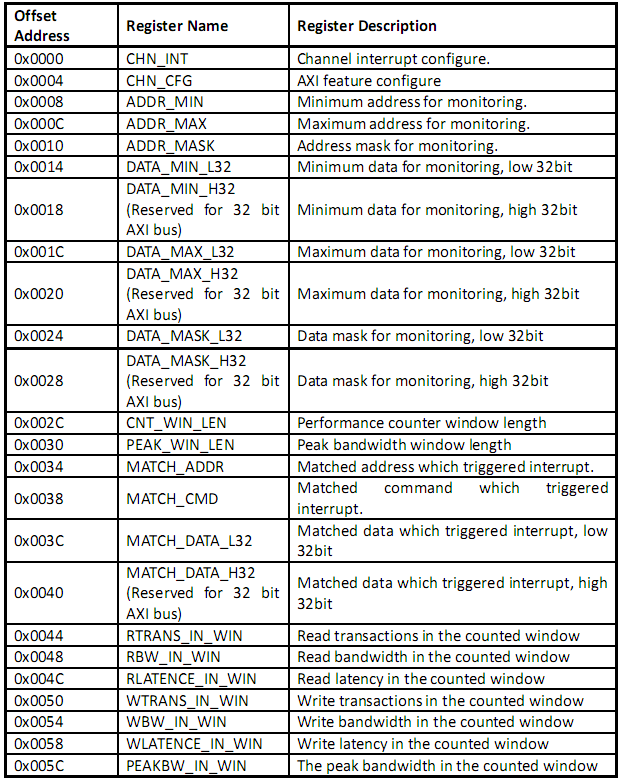 Offset
Address
Register Name
Register Description
0x0000
CHN_INT
Channel interrupt configure.
0x0004
CHN_CFG
AXI feature configure
0x0008
ADDR_MIN
Minimum address for monitoring.
0x000C
ADDR_MAX
Maximum address for monitoring.
0x0010
ADDR_MASK
Address mask for monitoring.
0x0014
DATA_MIN_L32
Minimum data for monitoring, low 32bit
0x0018
DATA_MIN_H32
(Reserved for 32 bit
AXI bus)
Minimum data for monitoring, high 32bit
0x001C
DATA_MAX_L32
Maximum data for monitoring, low 32bit
0x0020
DATA_MAX_H32
(Reserved for 32 bit
AXI bus)
Maximum data for monitoring, high 32bit
0x0024
DATA_MASK_L32
Data mask for monitoring, low 32bit
0x0028
DATA_MASK_H32
(Reserved for 32 bit
AXI bus)
Data mask for monitoring, high 32bit
0x002C
CNT_WIN_LEN
Performance counter window length
0x0030
PEAK_WIN_LEN
Peak bandwidth window length
0x0034
MATCH_ADDR
Matched address which triggered interrupt.
0x0038
MATCH_CMD
Matched command which triggered
interrupt.
0x003C
MATCH_DATA_L32
Matched data which triggered interrupt, low
32bit
0x0040
MATCH_DATA_H32
(Reserved for 32 bit
AXI bus)
Matched data which triggered interrupt, high
32bit
0x0044
RTRANS_IN_WIN
Read transactions in the counted window
0x0048
RBW_IN_WIN
Read bandwidth in the counted window
0x004C
RLATENCE_IN_WIN
Read latency in the counted window
0x0050
WTRANS_IN_WIN
Write transactions in the counted window
0x0054
WBW_IN_WIN
Write bandwidth in the counted window
0x0058
WLATENCE_IN_WIN
Write latency in the counted window
0x005C
PEAKBW_IN_WIN
The peak bandwidth in the counted window